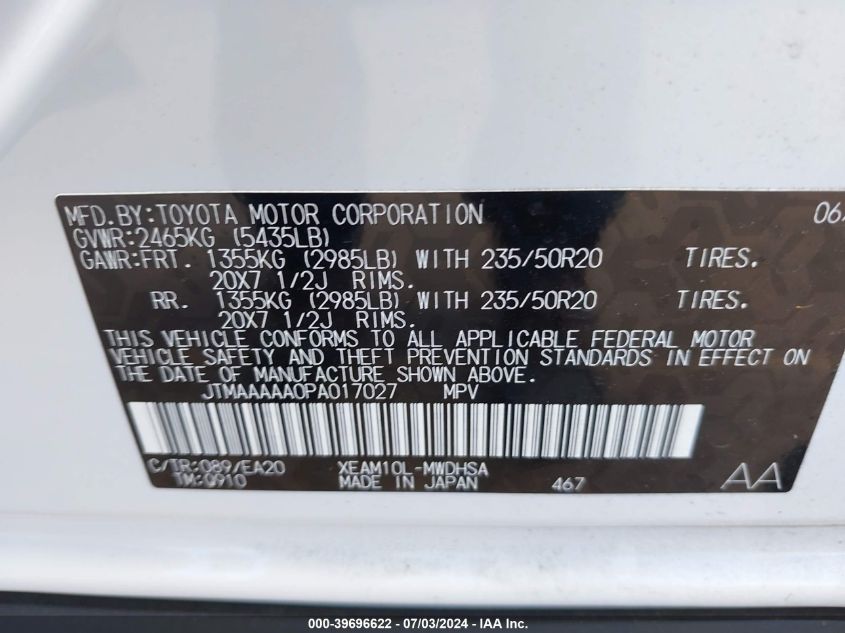 MFD.BY:TOYOTA MOTOR CORPORATION 06/
GVWR:2465KG (5435LB)
GAWR:FRT. 1355KG (2985LB) WITH 235/50R20 TIRES.
20X7 1/2J RIMS.
RR. 1355KG (2985LB) WITH 235/50R20 TIRES.
20X7 1/2J RIMS.
THIS VEHICLE CONFORMS TO ALL APPLICABLE FEDERAL MOTOR
VEHICLE SAFETY AND THEFT PREVENTION STANDARDS IN EFFECT ON
THE DATE OF MANUFACTURE SHOWN ABOVE.
JTMAAAAA0PA017027 MPV
C/TR:089/EA20 XEAM10L-MWDHSA
TM:Q910 MADE IN JAPAN 467 AA
000-39696622 - 07/03/2024 - IAA Inc.